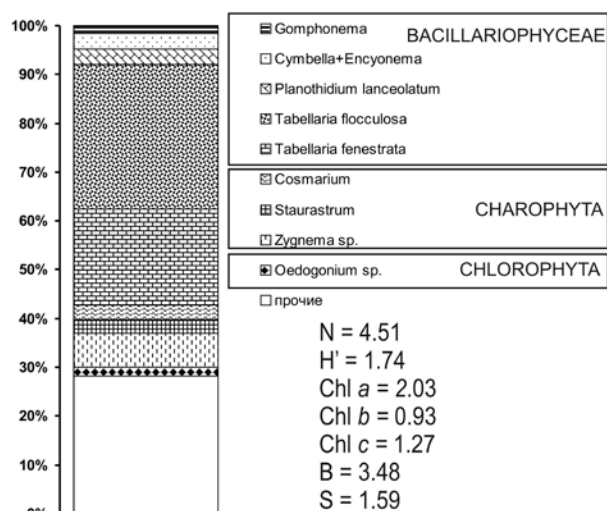 100%
90%
80%
70%
60%
50%
40%
30%
20%
10%
0%
Gomphonema
BACILLARIOPHYCEAE
Cymbella+Encyonema
Planothidium lanceolatum
Tabellaria flocculosa
Tabellaria fenestrata
Cosmarium
Staurastrum
CHAROPHYTA
Zygnema sp.
Oedogonium sp.
CHLOROPHYTA
прочие
N = 4.51
H' = 1.74
Chl a = 2.03
Chl b = 0.93
Chl c = 1.27
B = 3.48
S = 1.59